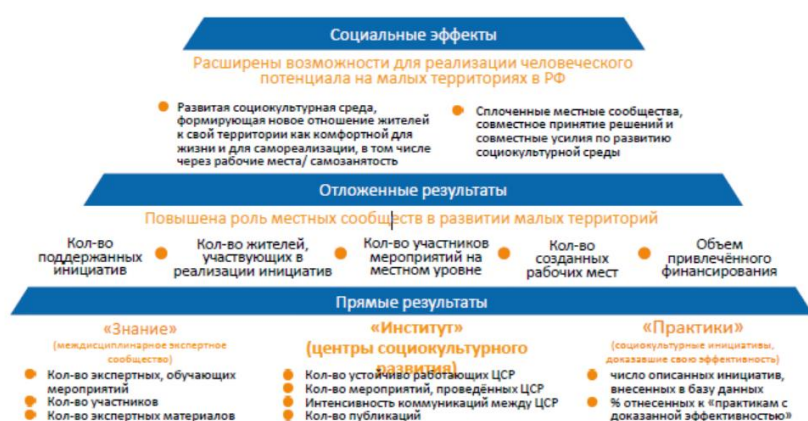 Социальные эффекты
Расширены возможности для реализации человеческого
потенциала на малых территориях в РФ
Развитая социокультурная среда,
формирующая новое отношение жителей
к свой территории как комфортной для
жизни и для самореализации, в том числе
через рабочие места/ самозанятость
Сплоченные местные сообщества,
совместное принятие решений и
совместные усилия по развитию
социокультурной среды
Отложенные результаты
Повышена роль местных сообществ в развитии малых территорий
Кол-во
поддержанных
инициатив
Кол-во жителей,
участвующих в
реализации инициатив
Кол-во участников
мероприятий на
местном уровне
Кол-во
созданных
рабочих мест
Объем
привлечённого
финансирования
Прямые результаты
«Знание»
(междисциплинарное экспертное
сообщество)
Кол-во экспертных, обучающих
мероприятий
Кол-во участников
Кол-во экспертных материалов
«Институт»
(центры социокультурного
развития)
Кол-во устойчиво работающих ЦСР
Кол-во мероприятий, проведённых ЦСР
Интенсивность коммуникаций между ЦСР
Кол-во публикаций
«Практики»
(социокультурные инициативы,
доказавшие свою эффективность)
число описанных инициатив,
внесенных в базу данных
% отнесенных к «практикам с
доказанной эффективностью»